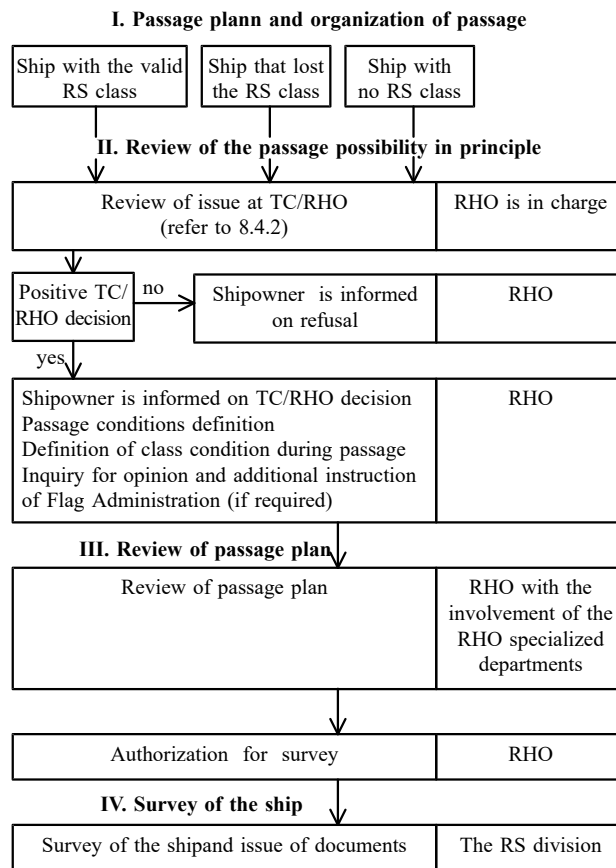 I. Passage plann and organization of passage
Ship with the valid
RS class
Ship that lost
the RS class
Ship with
no RS class
II. Review of the passage possibility in principle
Review of issue at TC/RHO
(refer to 8.4.2)
RHO is in charge
Positive TC/
RHO decision
no
Shipowner is informed
on refusal
RHO
yes
Shipowner is informed on TC/RHO decision
Passage conditions definition
Definition of class condition during passage
Inquiry for opinion and additional instruction
of Flag Administration (if required)
RHO
III. Review of passage plan
Review of passage plan
RHO with the
involvement of the
RHO specialized
departments
Authorization for survey
RHO
IV. Survey of the ship
Survey of the shipand issue of documents
The RS division